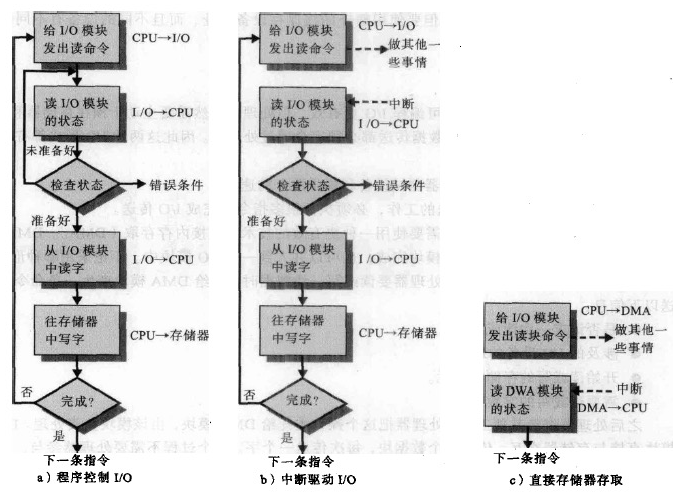 给 I/O 模块
发出读命令
CPU→I/O
读 I/O 模块
的状态
I/O→CPU
未准备好
检查状态
错误条件
准备好
从 I/O 模块
中读字
I/O→CPU
往存储器
中写字
CPU→存储器
否
完成?
是
下一条指令
a) 程序控制 I/O
给 I/O 模块
发出读命令
CPU→I/O
做其他一
些事情
读 I/O 模块
的状态
中断
I/O→CPU
检查状态
错误条件
准备好
从 I/O 模块
中读字
I/O→CPU
往存储器
中写字
CPU→存储器
否
完成?
是
下一条指令
b) 中断驱动 I/O
给 I/O 模块
发出读块命令
CPU→DMA
做其他一
些事情
读 DWA 模块
的状态
中断
DMA→CPU
下一条指令
c) 直接存储器存取